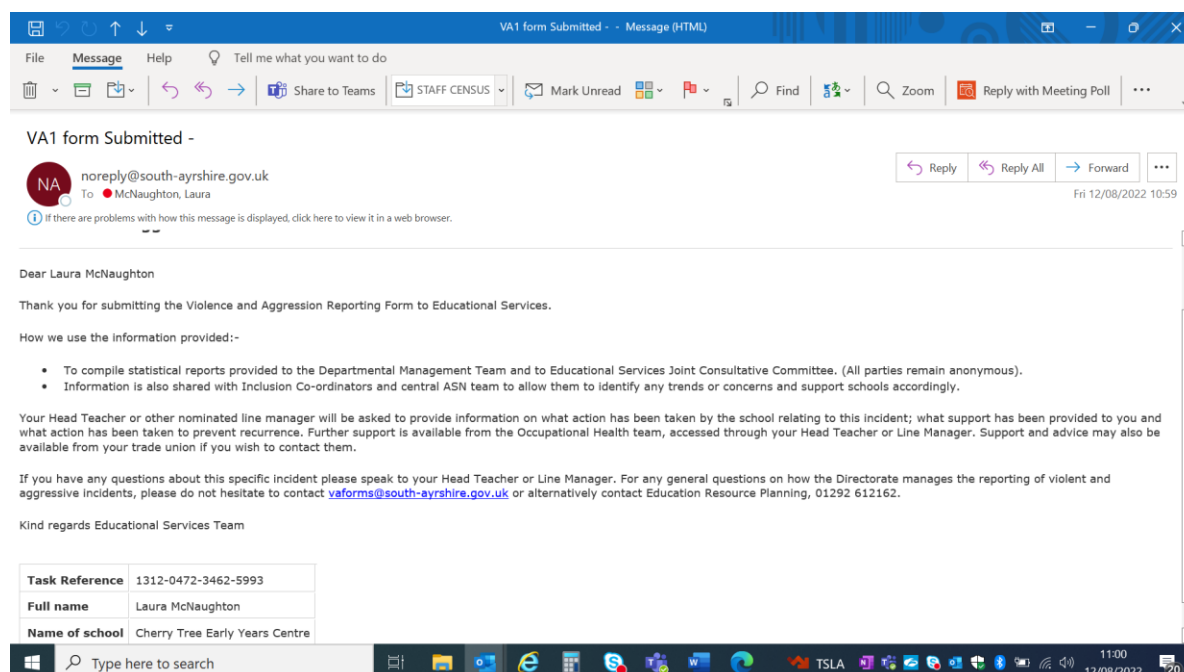 VA1 form Submitted - - Message (HTML)
File Message Help Tell me what you want to do
Share to Teams STAFF CENSUS Mark Unread Find Zoom Reply with Meeting Poll
VA1 form Submitted -
NA
noreply@south-ayrshire.gov.uk
To McNaughton, Laura
Reply Reply All Forward
Fri 12/08/2022 10:59
If there are problems with how this message is displayed, click here to view it in a web browser.
Dear Laura McNaughton
Thank you for submitting the Violence and Aggression Reporting Form to Educational Services.
How we use the information provided:-
• To compile statistical reports provided to the Departmental Management Team and to Educational Services Joint Consultative Committee. (All parties remain anonymous).
• Information is also shared with Inclusion Co-ordinators and central ASN team to allow them to identify any trends or concerns and support schools accordingly.
Your Head Teacher or other nominated line manager will be asked to provide information on what action has been taken by the school relating to this incident; what support has been provided to you and
what action has been taken to prevent recurrence. Further support is available from the Occupational Health team, accessed through your Head Teacher or Line Manager. Support and advice may also be
available from your trade union if you wish to contact them.
If you have any questions about this specific incident please speak to your Head Teacher or Line Manager. For any general questions on how the Directorate manages the reporting of violent and
aggressive incidents, please do not hesitate to contact vaforms@south-ayrshire.gov.uk or alternatively contact Education Resource Planning, 01292 612162.
Kind regards Educational Services Team
Task Reference 1312-0472-3462-5993
Full name Laura McNaughton
Name of school Cherry Tree Early Years Centre
Type here to search
TSLA
11:00
12/08/2022
20